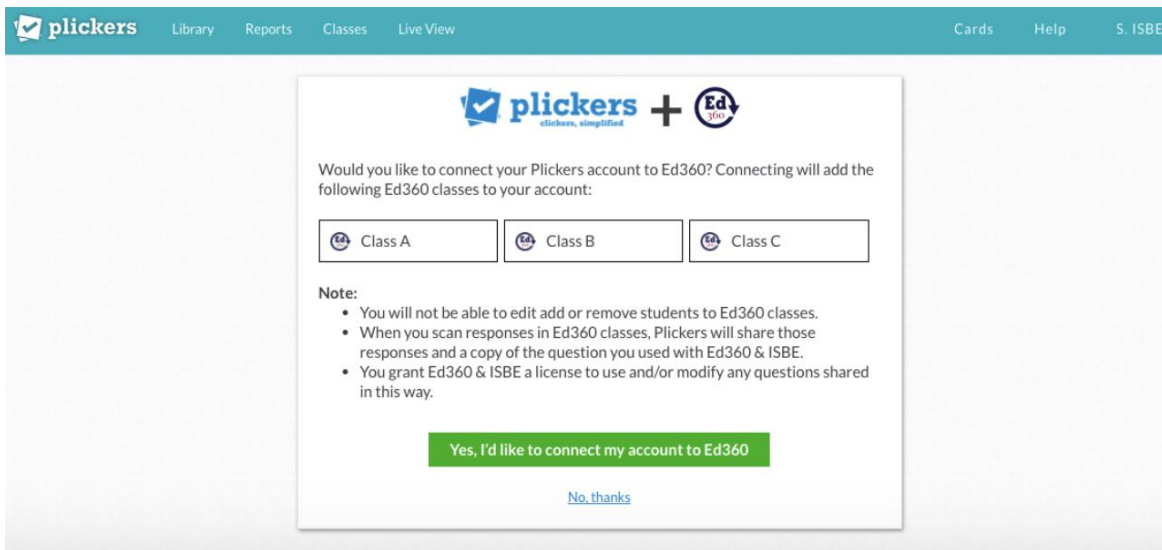 plickers Library Reports Classes Live View Cards Help S. ISBE
plickers + Ed 360
clickers, simplified
Would you like to connect your Plickers account to Ed360? Connecting will add the
following Ed360 classes to your account:
Ed Class A Ed Class B Ed Class C
Note:
• You will not be able to edit add or remove students to Ed360 classes.
• When you scan responses in Ed360 classes, Plickers will share those
responses and a copy of the question you used with Ed360 & ISBE.
• You grant Ed360 & ISBE a license to use and/or modify any questions shared
in this way.
Yes, I'd like to connect my account to Ed360
No, thanks